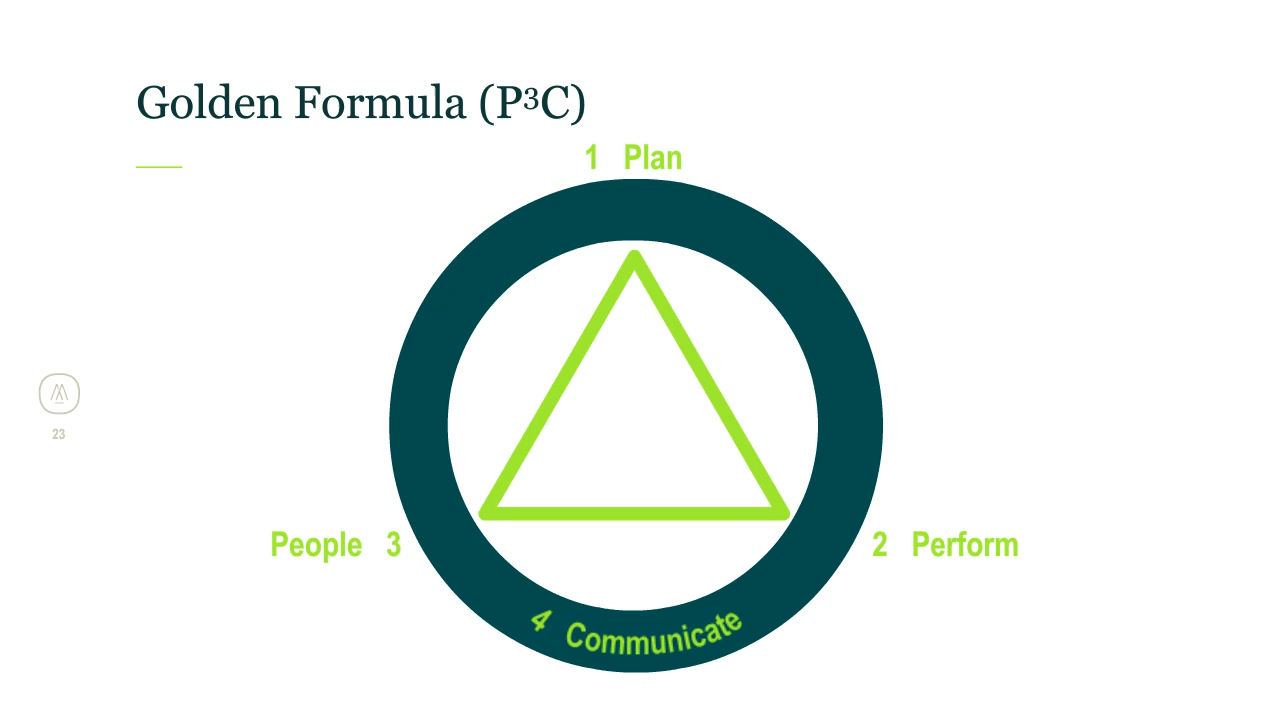 Golden Formula (P³C)
1 Plan
23
People 3
2 Perform
4 Communicate